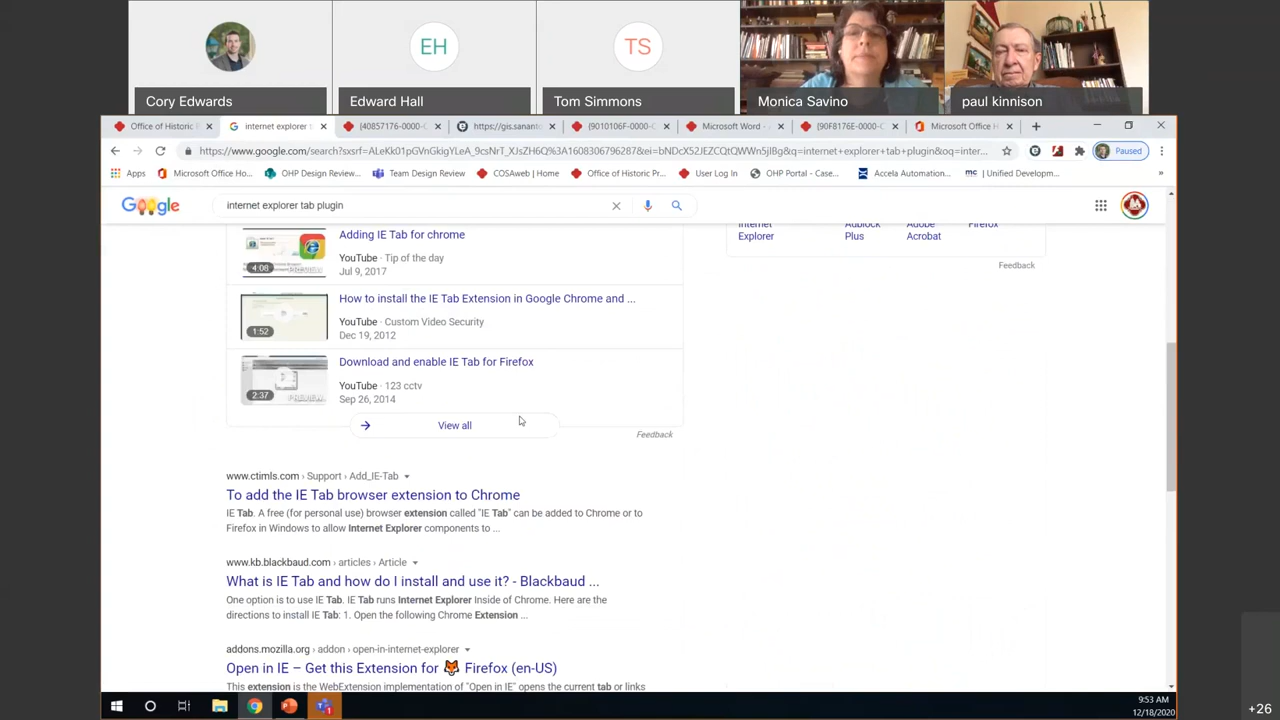 EH
TS
Cory Edwards
Edward Hall
Tom Simmons
Monica Savino
paul kinnison
Office of Historic
internet explorer t
(40857176-0000-C
https://gis.sananto
(9010106F-0000-C
Microsoft Word -
(90F8176E-0000-C
Microsoft Office H
https://www.google.com/search?sxsrf=ALeKk01pGVnGkigYLeA_9csNrT_XJsZH6Q%3A1608306796287&ei=bNDcX52JEZCQtQWWn5jIBg&q=internet+explorer+tab+plugin&oq=inter...
Paused
Apps
Microsoft Office Ho...
OHP Design Review...
Team Design Review
COSAweb | Home
Office of Historic Pr...
User Log In
OHP Portal - Case...
Accela Automation...
mc | Unified Develop...
internet explorer tab plugin
Internet Explorer
Adblock Plus
Adobe Acrobat
Firefox
Feedback
Adding IE Tab for chrome
YouTube · Tip of the day
Jul 9, 2017
4:08
PREVIEW
How to install the IE Tab Extension in Google Chrome and ...
YouTube · Custom Video Security
Dec 19, 2012
1:52
Download and enable IE Tab for Firefox
YouTube · 123 cctv
Sep 26, 2014
2:37
PREVIEW
View all
Feedback
www.ctimls.com › Support › Add_IE-Tab
To add the IE Tab browser extension to Chrome
IE Tab. A free (for personal use) browser extension called "IE Tab" can be added to Chrome or to
Firefox in Windows to allow Internet Explorer components to ...
www.kb.blackbaud.com › articles › Article
What is IE Tab and how do I install and use it? - Blackbaud ...
One option is to use IE Tab. IE Tab runs Internet Explorer Inside of Chrome. Here are the
directions to install IE Tab: 1. Open the following Chrome Extension ...
addons.mozilla.org › addon › open-in-internet-explorer
Open in IE – Get this Extension for 🦊 Firefox (en-US)
This extension is the WebExtension implementation of "Open in IE" opens the current tab or links
9:53 AM
12/18/2020
+26